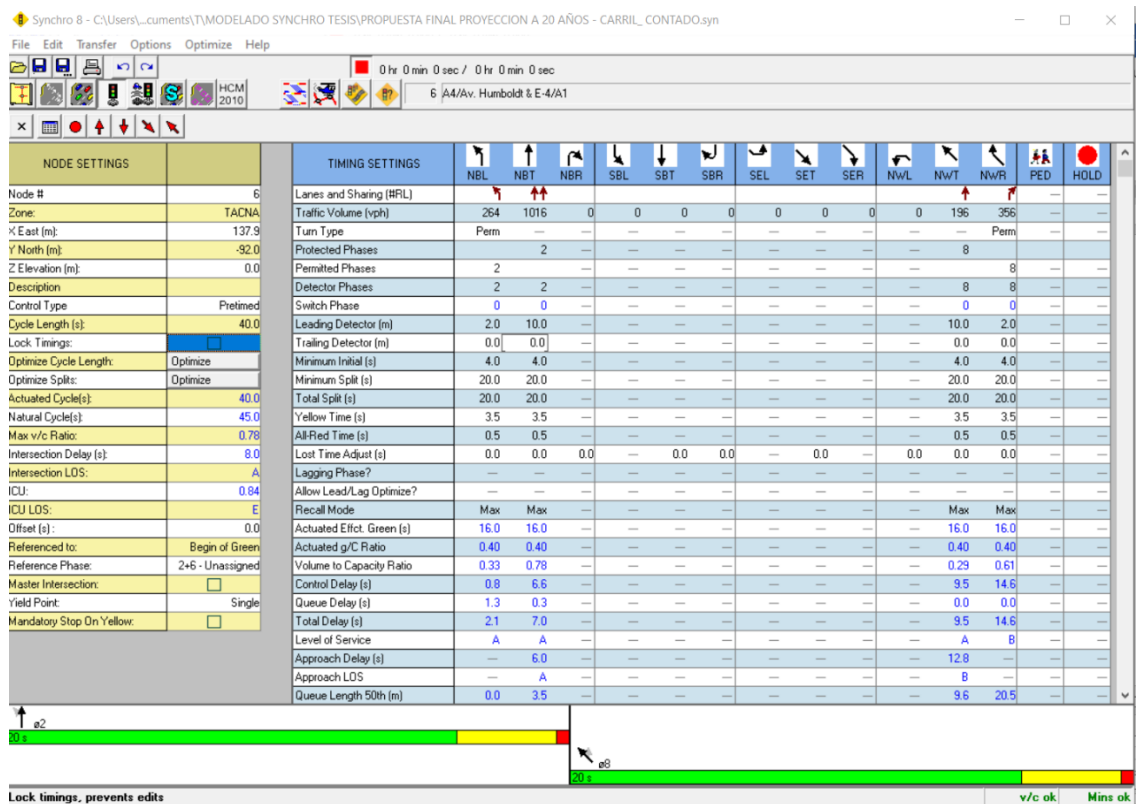 Synchro 8 - C:\Users\...cuments\T\MODELADO SYNCHRO TESIS\PROPUESTA FINAL PROYECCION A 20 AÑOS - CARRIL_ CONTADO.syn
File Edit Transfer Options Optimize Help
0 hr 0 min 0 sec / 0 hr 0 min 0 sec
HCM 2010 6 A4/Av. Humboldt & E-4/A1
NODE SETTINGS
Node # 6
Zone: TACNA
X East (m): 137.9
Y North (m): -92.0
Z Elevation (m): 0.0
Description
Control Type Pretimed
Cycle Length (s): 40.0
Lock Timings:
Optimize Cycle Length: Optimize
Optimize Splits: Optimize
Actuated Cycle(s): 40.0
Natural Cycle(s): 45.0
Max v/c Ratio: 0.78
Intersection Delay (s): 8.0
Intersection LOS: A
ICU: 0.84
ICU LOS: E
Offset (s) : 0.0
Referenced to: Begin of Green
Reference Phase: 2+6 - Unassigned
Master Intersection:
Yield Point: Single
Mandatory Stop On Yellow:
TIMING SETTINGS NBL NBT NBR SBL SBT SBR SEL SET SER NWL NWT NWR PED HOLD
Lanes and Sharing (#RL) — —
Traffic Volume (vph) 264 1016 0 0 0 0 0 0 0 0 196 356 — —
Turn Type Perm — — — — — — — — — — Perm — —
Protected Phases 2 — — — — — — — — 8 — —
Permitted Phases 2 — — — — — — — — 8 — —
Detector Phases 2 2 — — — — — — — — 8 8 — —
Switch Phase 0 0 — — — — — — — — 0 0 — —
Leading Detector (m) 2.0 10.0 — — — — — — — — 10.0 2.0 — —
Trailing Detector (m) 0.0 0.0 — — — — — — — — 0.0 0.0 — —
Minimum Initial (s) 4.0 4.0 — — — — — — — — 4.0 4.0 — —
Minimum Split (s) 20.0 20.0 — — — — — — — — 20.0 20.0 — —
Total Split (s) 20.0 20.0 — — — — — — — — 20.0 20.0 — —
Yellow Time (s) 3.5 3.5 — — — — — — — — 3.5 3.5 — —
All-Red Time (s) 0.5 0.5 — — — — — — — — 0.5 0.5 — —
Lost Time Adjust (s) 0.0 0.0 0.0 — 0.0 0.0 — 0.0 — 0.0 0.0 0.0 — —
Lagging Phase? — — — — — — — — — — — — — —
Allow Lead/Lag Optimize? — — — — — — — — — — — — — —
Recall Mode Max Max — — — — — — — — Max Max — —
Actuated Effct. Green (s) 16.0 16.0 — — — — — — — — 16.0 16.0 — —
Actuated g/C Ratio 0.40 0.40 — — — — — — — — 0.40 0.40 — —
Volume to Capacity Ratio 0.33 0.78 — — — — — — — — 0.29 0.61 — —
Control Delay (s) 0.8 6.6 — — — — — — — — 9.5 14.6 — —
Queue Delay (s) 1.3 0.3 — — — — — — — — 0.0 0.0 — —
Total Delay (s) 2.1 7.0 — — — — — — — — 9.5 14.6 — —
Level of Service A A — — — — — — — — A B — —
Approach Delay (s) — 6.0 — — — — — — — — 12.8 — — —
Approach LOS — A — — — — — — — — B — — —
Queue Length 50th (m) 0.0 3.5 — — — — — — — — 9.6 20.5 — —
ø2
20 s
ø8
20 s
Lock timings, prevents edits v/c ok Mins ok